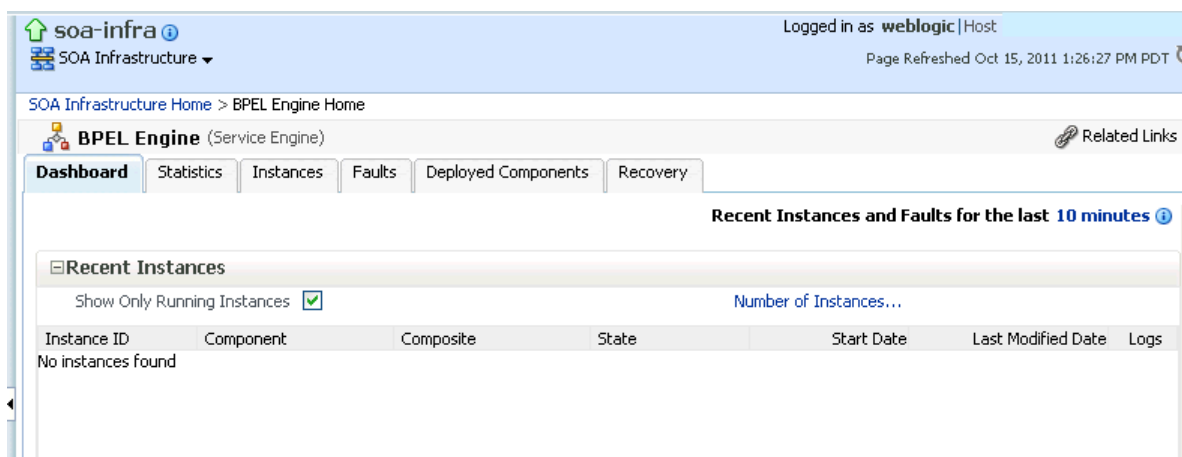 soa-infra
Logged in as weblogic|Host
SOA Infrastructure
Page Refreshed Oct 15, 2011 1:26:27 PM PDT
SOA Infrastructure Home > BPEL Engine Home
BPEL Engine (Service Engine)
Related Links
Dashboard Statistics Instances Faults Deployed Components Recovery
Recent Instances and Faults for the last 10 minutes
Recent Instances
Show Only Running Instances
Number of Instances...
Instance ID Component Composite State Start Date Last Modified Date Logs
No instances found